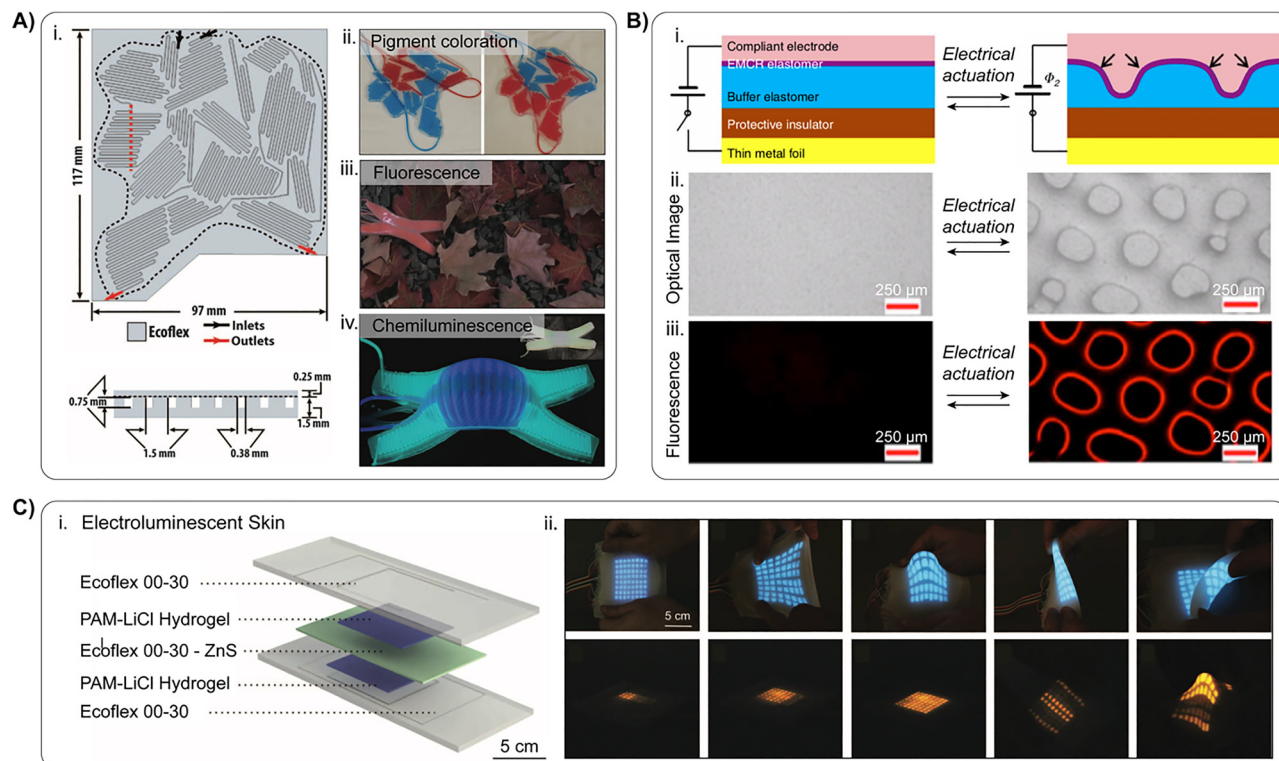 A)
i.
117 mm
97 mm
Ecoflex
Inlets
Outlets
0.25 mm
0.75 mm
1.5 mm
1.5 mm
0.38 mm
ii.
Pigment coloration
iii.
Fluorescence
iv.
Chemiluminescence
B)
i.
Compliant electrode
EMCR elastomer
Buffer elastomer
Protective insulator
Thin metal foil
Electrical
actuation
Φ2
ii.
Optical Image
250 µm
Electrical
actuation
250 µm
iii.
Fluorescence
250 µm
Electrical
actuation
250 µm
C)
i. Electroluminescent Skin
Ecoflex 00-30
PAM-LiCl Hydrogel
Ecoflex 00-30 - ZnS
PAM-LiCl Hydrogel
Ecoflex 00-30
5 cm
ii.
5 cm